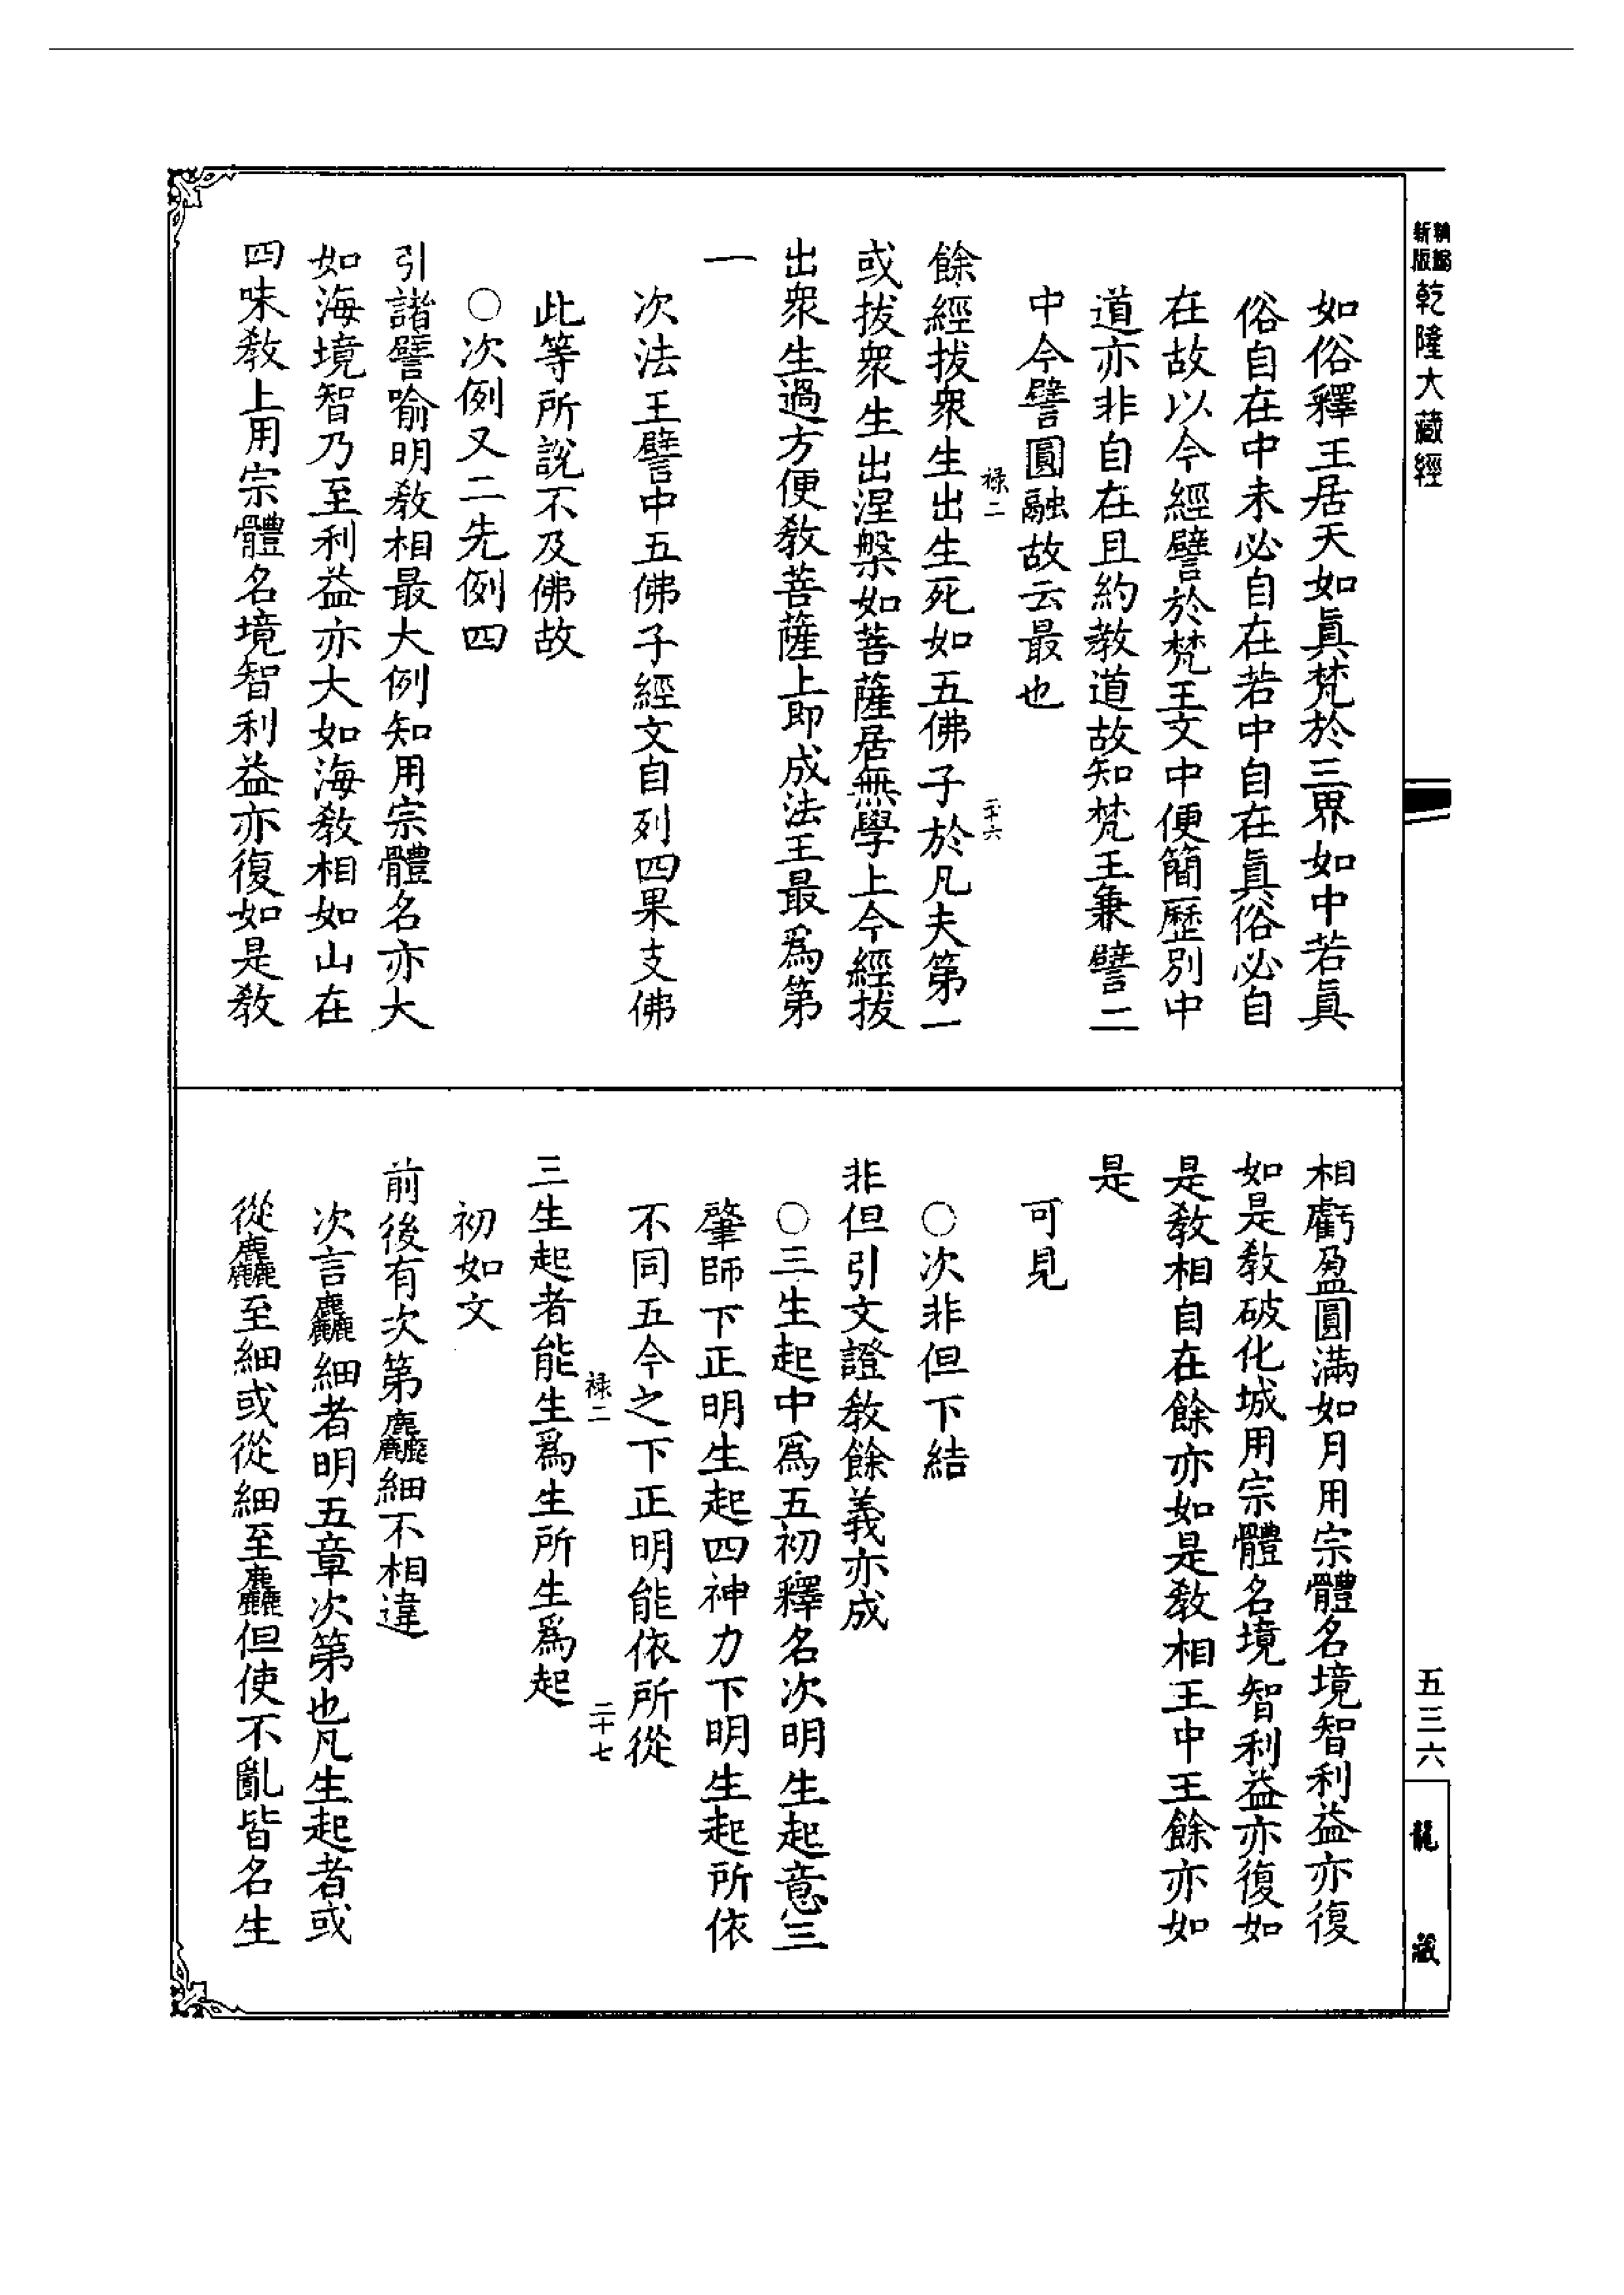 新版
精編
乾隆大藏經
五三六
龍藏
如俗釋王居天如眞梵於三界如中若眞
俗自在中未必自在若中自在眞俗必自
在故以今經譬於梵王文中便簡歷別中
道亦非自在且約教道故知梵王兼譬二
中今譬圓融故云最也
祿二
二十六
餘經拔衆生出生死如五佛子於凡夫第一
或拔衆生出涅槃如菩薩居無學上今經拔
出衆生過方便教菩薩上即成法王最爲第
一
次法王譬中五佛子經文自列四果支佛
此等所說不及佛故
○次例又二先例四
引諸譬喻明教相最大例知用宗體名亦大
如海境智乃至利益亦大如海教相如山在
四味教上用宗體名境智利益亦復如是教
相虧盈圓滿如月用宗體名境智利益亦復
如是教破化城用宗體名境智利益亦復如
是教相自在餘亦如是教相王中王餘亦如
是
可見
○次非但下結
非但引文證教餘義亦成
○三生起中爲五初釋名次明生起意三
肇師下正明生起四神力下明生起所依
不同五今之下正明能依所從
祿二
二十七
三生起者能生爲生所生爲起
初如文
前後有次第麤細不相違
次言麤細者明五章次第也凡生起者或
從麤至細或從細至麤但使不亂皆名生